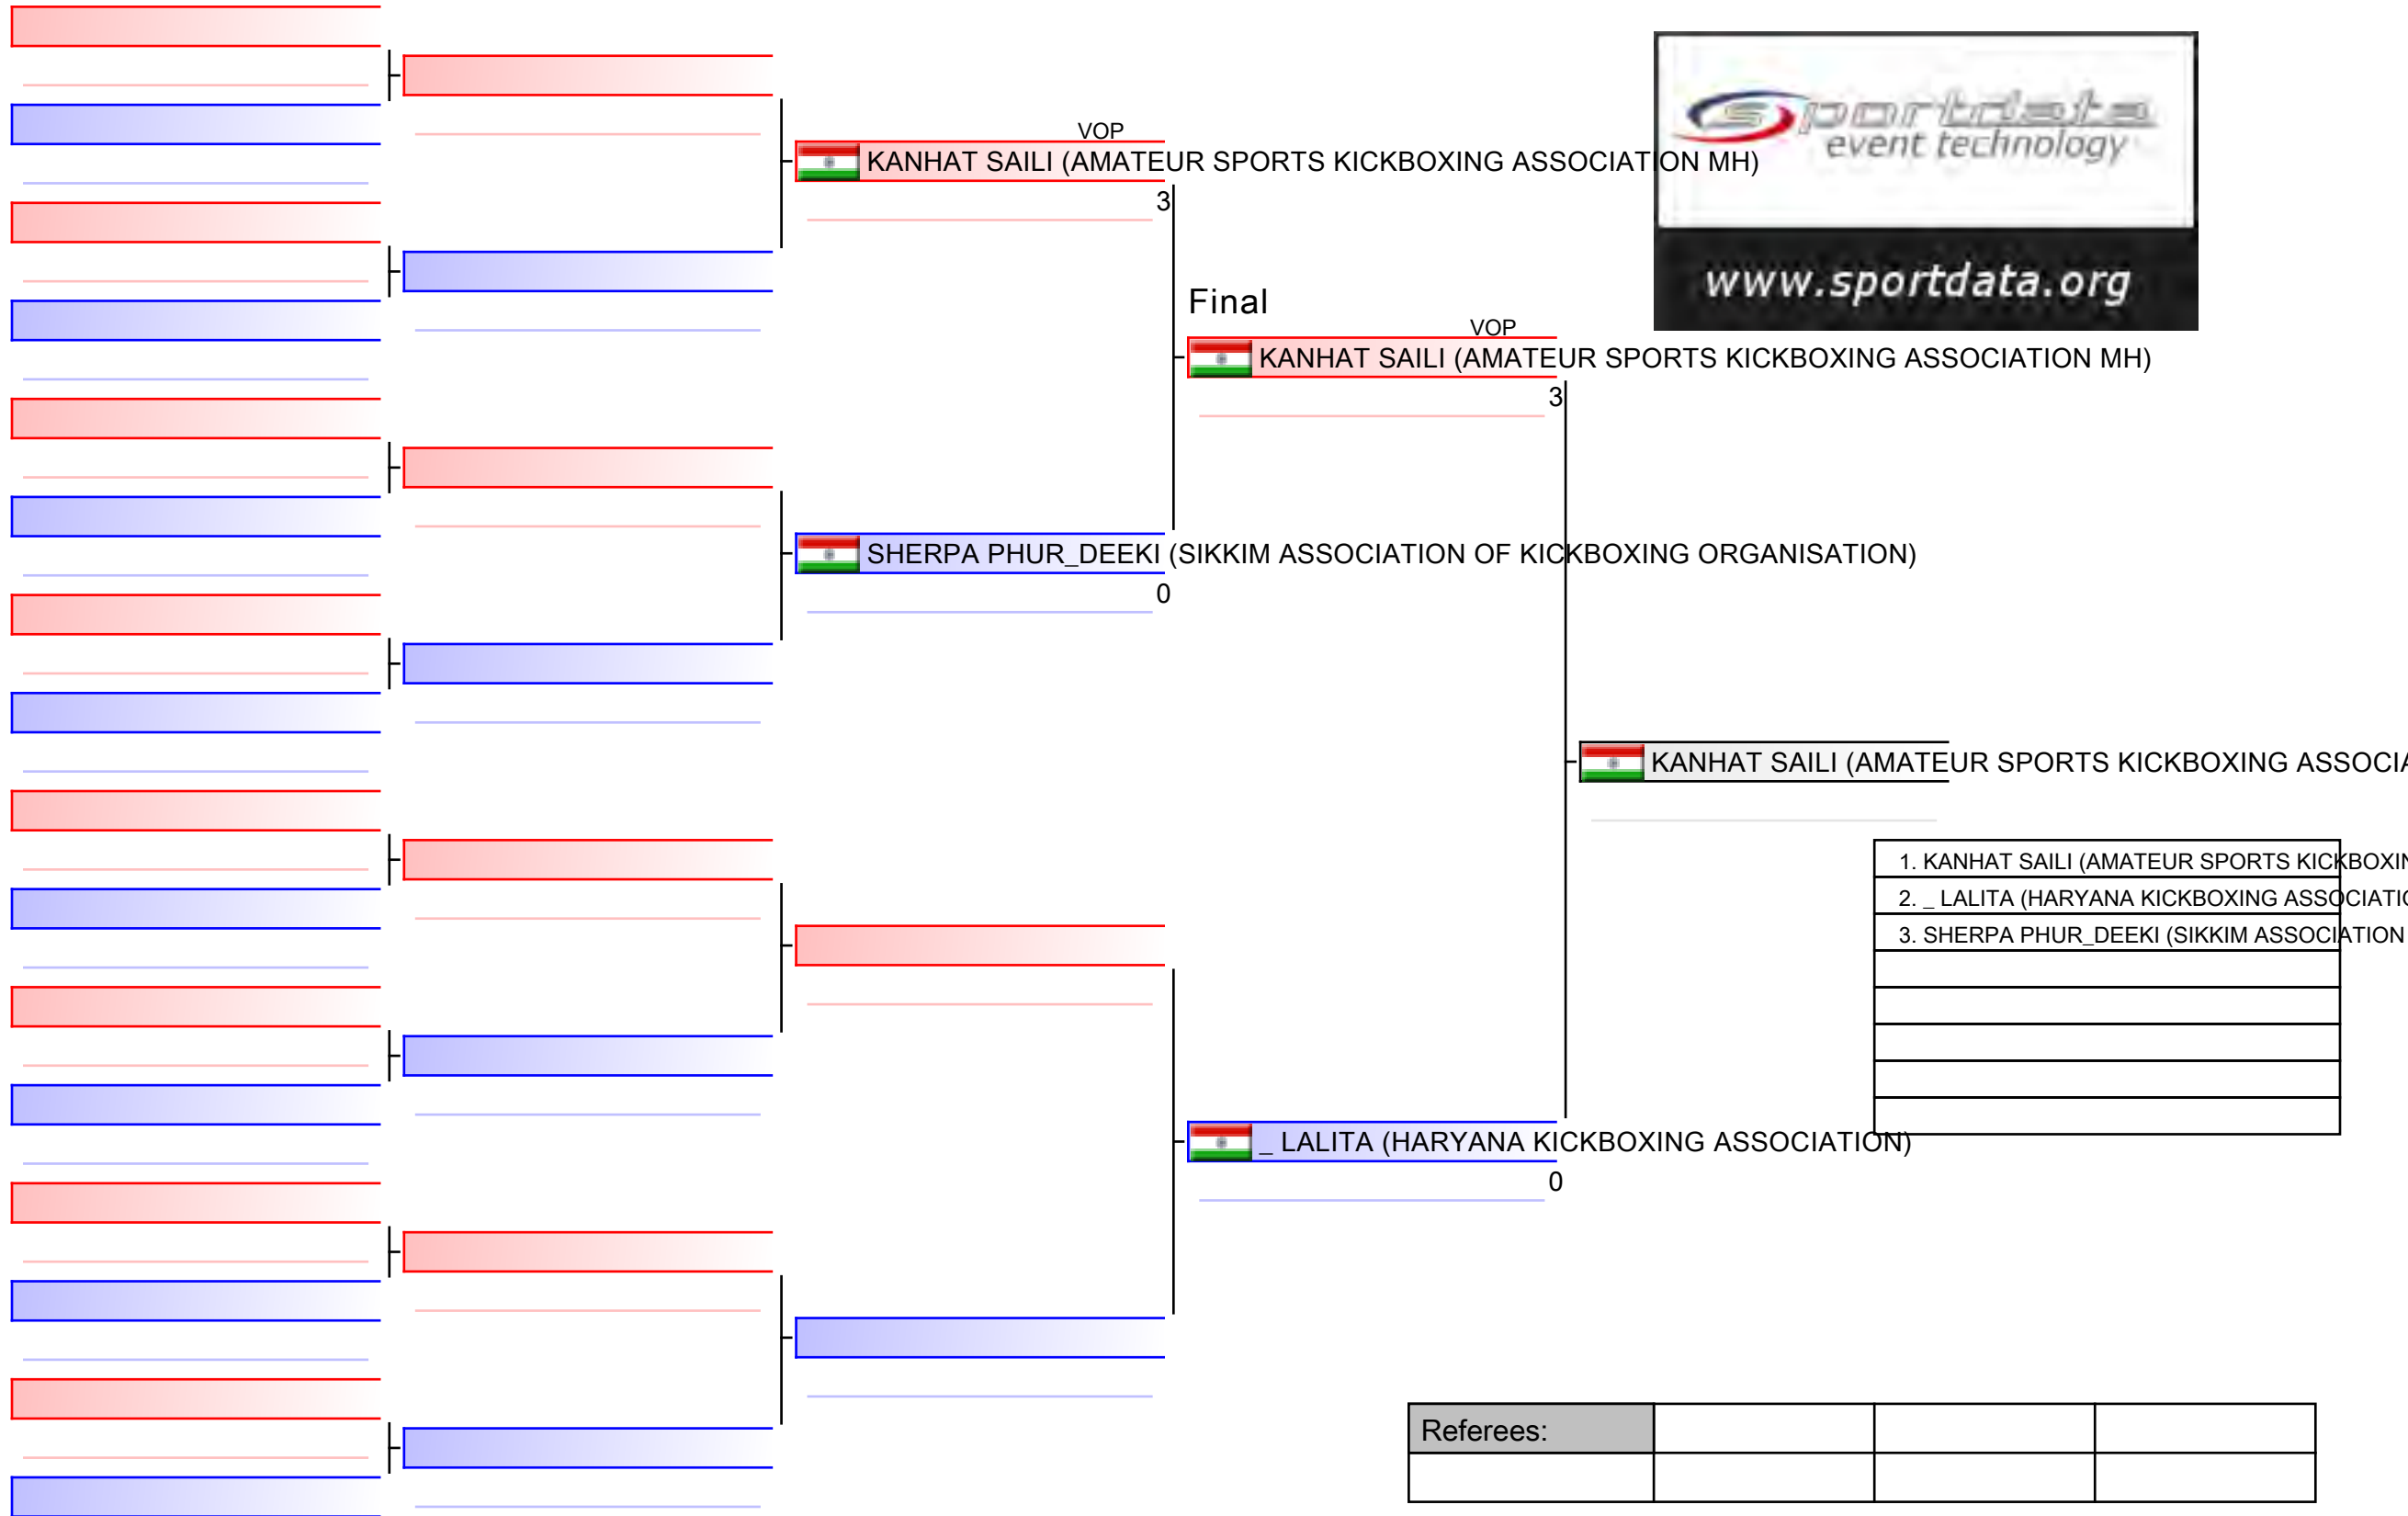 sportdata
event technology
www.sportdata.org
VOP
KANHAT SAILI (AMATEUR SPORTS KICKBOXING ASSOCIATION MH)
3
Final
VOP
KANHAT SAILI (AMATEUR SPORTS KICKBOXING ASSOCIATION MH)
3
SHERPA PHUR_DEEKI (SIKKIM ASSOCIATION OF KICKBOXING ORGANISATION)
0
KANHAT SAILI (AMATEUR SPORTS KICKBOXING ASSOCIA
1. KANHAT SAILI (AMATEUR SPORTS KICKBOXIN
2. _ LALITA (HARYANA KICKBOXING ASSOCIATIO
3. SHERPA PHUR_DEEKI (SIKKIM ASSOCIATION
_ LALITA (HARYANA KICKBOXING ASSOCIATION)
0
Referees: